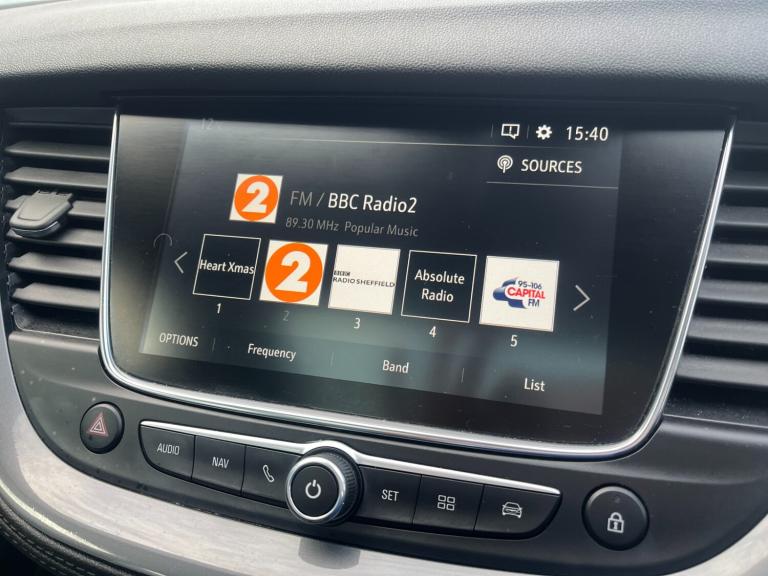 12
15:40
SOURCES
2
FM / BBC Radio2
89.30 MHz Popular Music
Heart Xmas
2
BBC
RADIO SHEFFIELD
Absolute
Radio
95-106
CAPITAL
FM
1
2
3
4
5
OPTIONS
Frequency
Band
List
AUDIO
NAV
SET